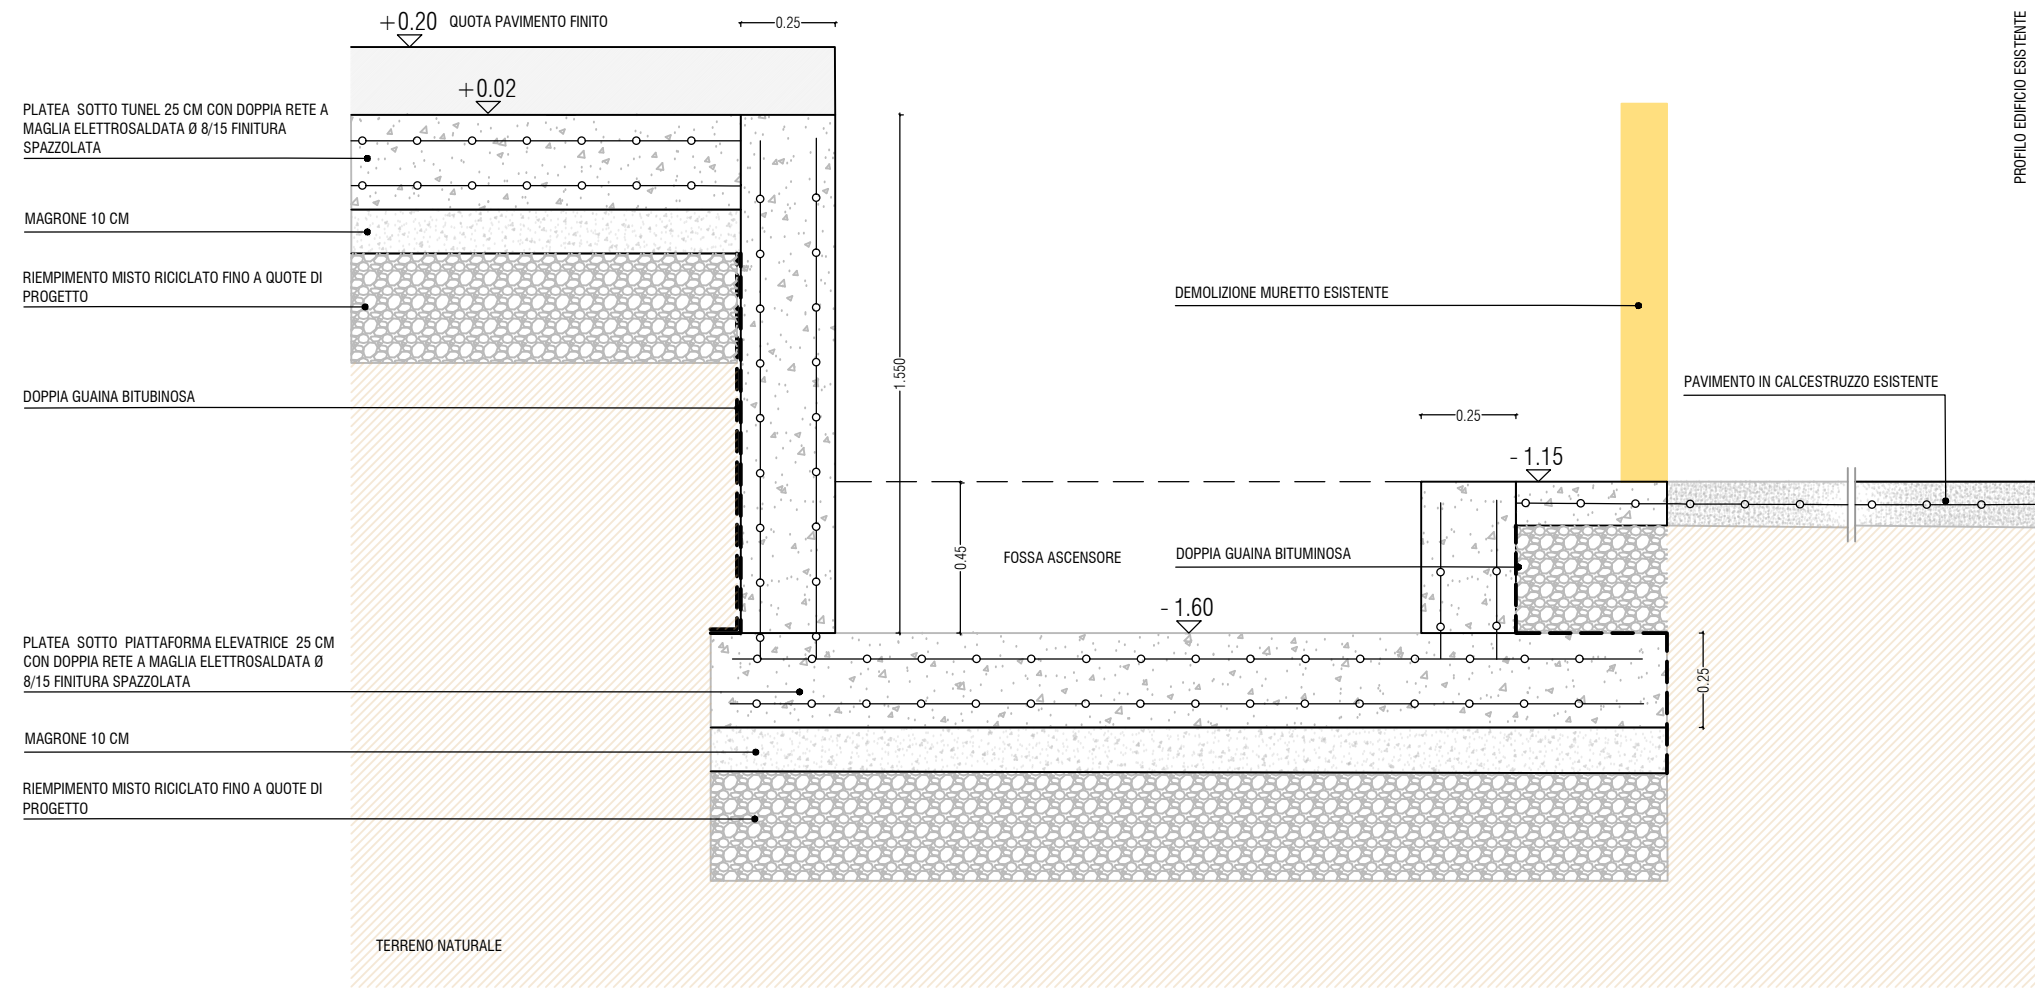 +0.20 QUOTA PAVIMENTO FINITO
0.25
PROFILO EDIFICIO ESISTENTE
+0.02
PLATEA SOTTO TUNEL 25 CM CON DOPPIA RETE A
MAGLIA ELETTROSALDATA Ø 8/15 FINITURA
SPAZZOLATA
MAGRONE 10 CM
RIEMPIMENTO MISTO RICICLATO FINO A QUOTE DI
PROGETTO
DEMOLIZIONE MURETTO ESISTENTE
1.550
PAVIMENTO IN CALCESTRUZZO ESISTENTE
DOPPIA GUAINA BITUBINOSA
0.25
- 1.15
0.45
FOSSA ASCENSORE
DOPPIA GUAINA BITUMINOSA
- 1.60
PLATEA SOTTO PIATTAFORMA ELEVATRICE 25 CM
CON DOPPIA RETE A MAGLIA ELETTROSALDATA Ø
8/15 FINITURA SPAZZOLATA
0.25
MAGRONE 10 CM
RIEMPIMENTO MISTO RICICLATO FINO A QUOTE DI
PROGETTO
TERRENO NATURALE